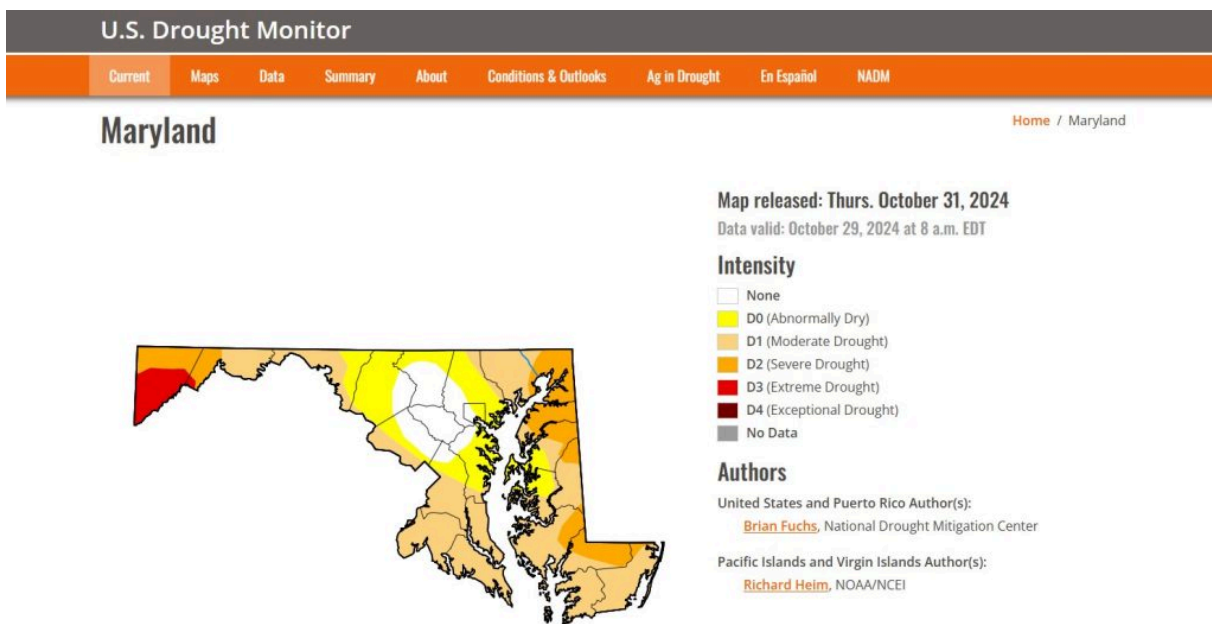 U.S. Drought Monitor
Current Maps Data Summary About Conditions & Outlooks Ag in Drought En Español NADM
Maryland
Home / Maryland
Map released: Thurs. October 31, 2024
Data valid: October 29, 2024 at 8 a.m. EDT
Intensity
None
D0 (Abnormally Dry)
D1 (Moderate Drought)
D2 (Severe Drought)
D3 (Extreme Drought)
D4 (Exceptional Drought)
No Data
Authors
United States and Puerto Rico Author(s):
Brian Fuchs, National Drought Mitigation Center
Pacific Islands and Virgin Islands Author(s):
Richard Heim, NOAA/NCEI